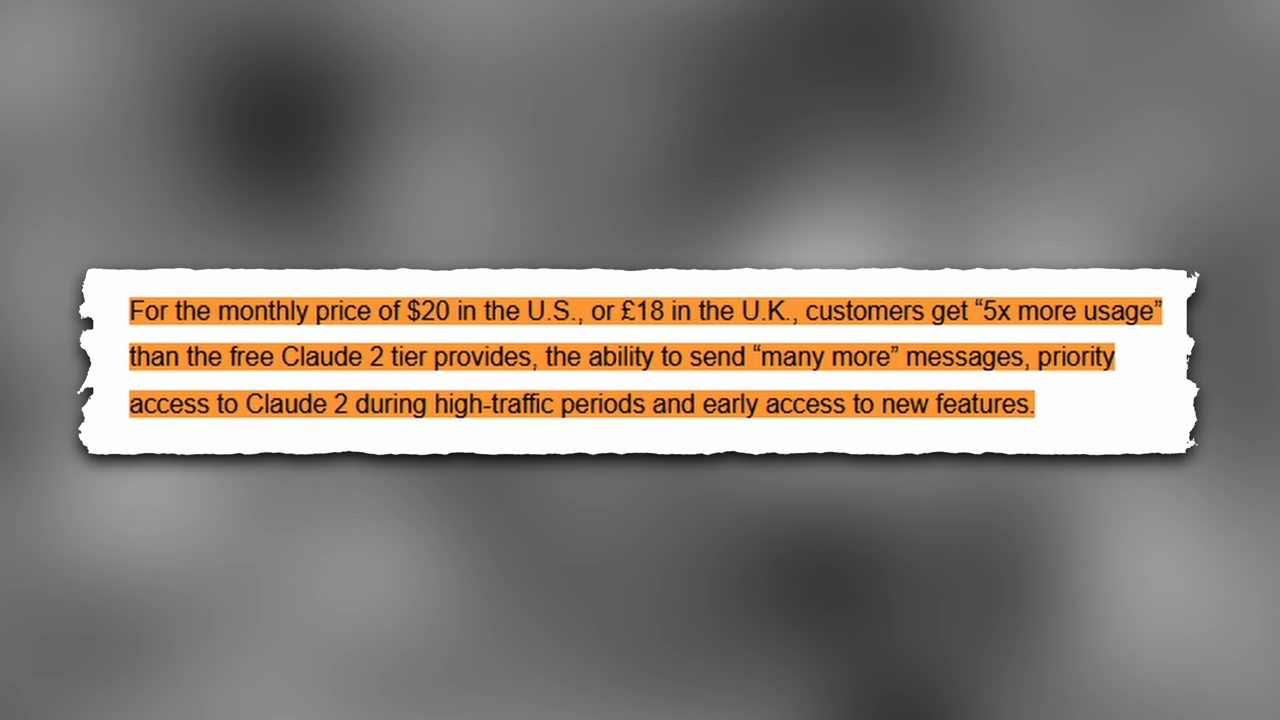 For the monthly price of $20 in the U.S., or £18 in the U.K., customers get “5x more usage”
than the free Claude 2 tier provides, the ability to send “many more” messages, priority
access to Claude 2 during high-traffic periods and early access to new features.